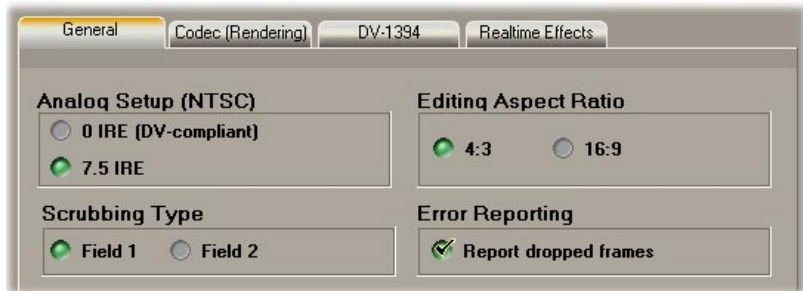 General Codec (Rendering) DV-1394 Realtime Effects
Analog Setup (NTSC)
0 IRE (DV-compliant)
7.5 IRE
Editing Aspect Ratio
4:3 16:9
Scrubbing Type
Field 1 Field 2
Error Reporting
Report dropped frames